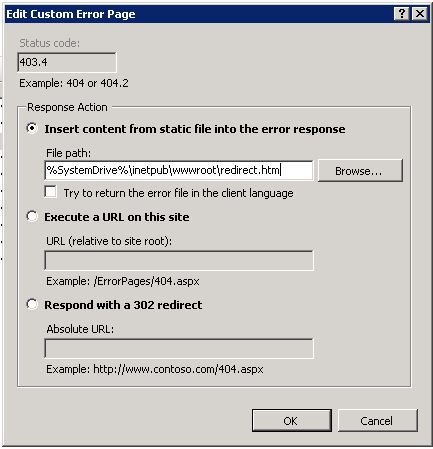 Edit Custom Error Page
Status code:
403.4
Example: 404 or 404.2
Response Action
Insert content from static file into the error response
File path:
%SystemDrive%\inetpub\wwwroot\redirect.htm
Browse...
Try to return the error file in the client language
Execute a URL on this site
URL (relative to site root):
Example: /ErrorPages/404.aspx
Respond with a 302 redirect
Absolute URL:
Example: http://www.contoso.com/404.aspx
OK
Cancel